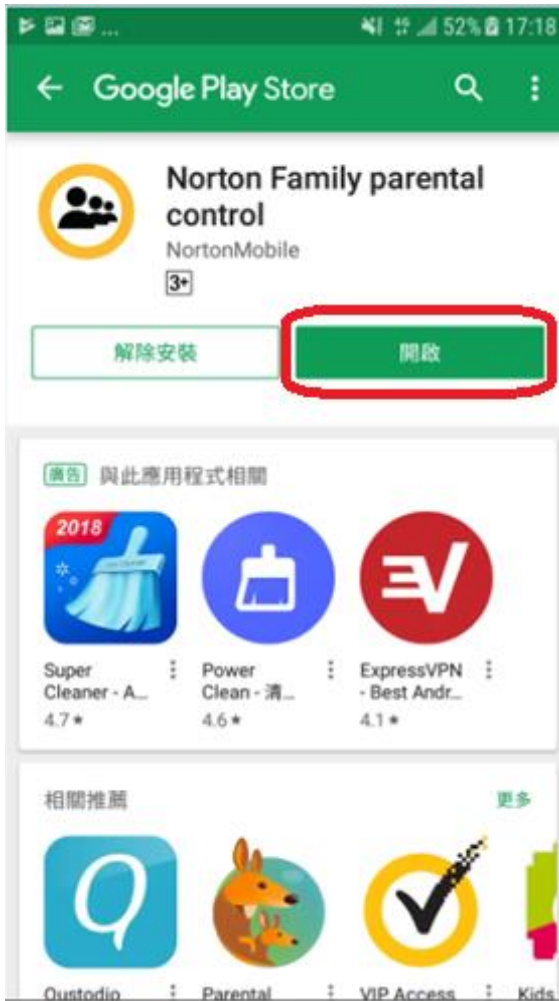 ... 52% 17:18
Google Play Store
Norton Family parental
control
NortonMobile
3+
解除安裝
開啟
廣告 與此應用程式相關
2018
Super
Cleaner - A...
4.7★
Power
Clean - 清...
4.6★
ExpressVPN
- Best Andr...
4.1★
相關推薦
更多
Qustodio
Parental
VIP Access
Kids